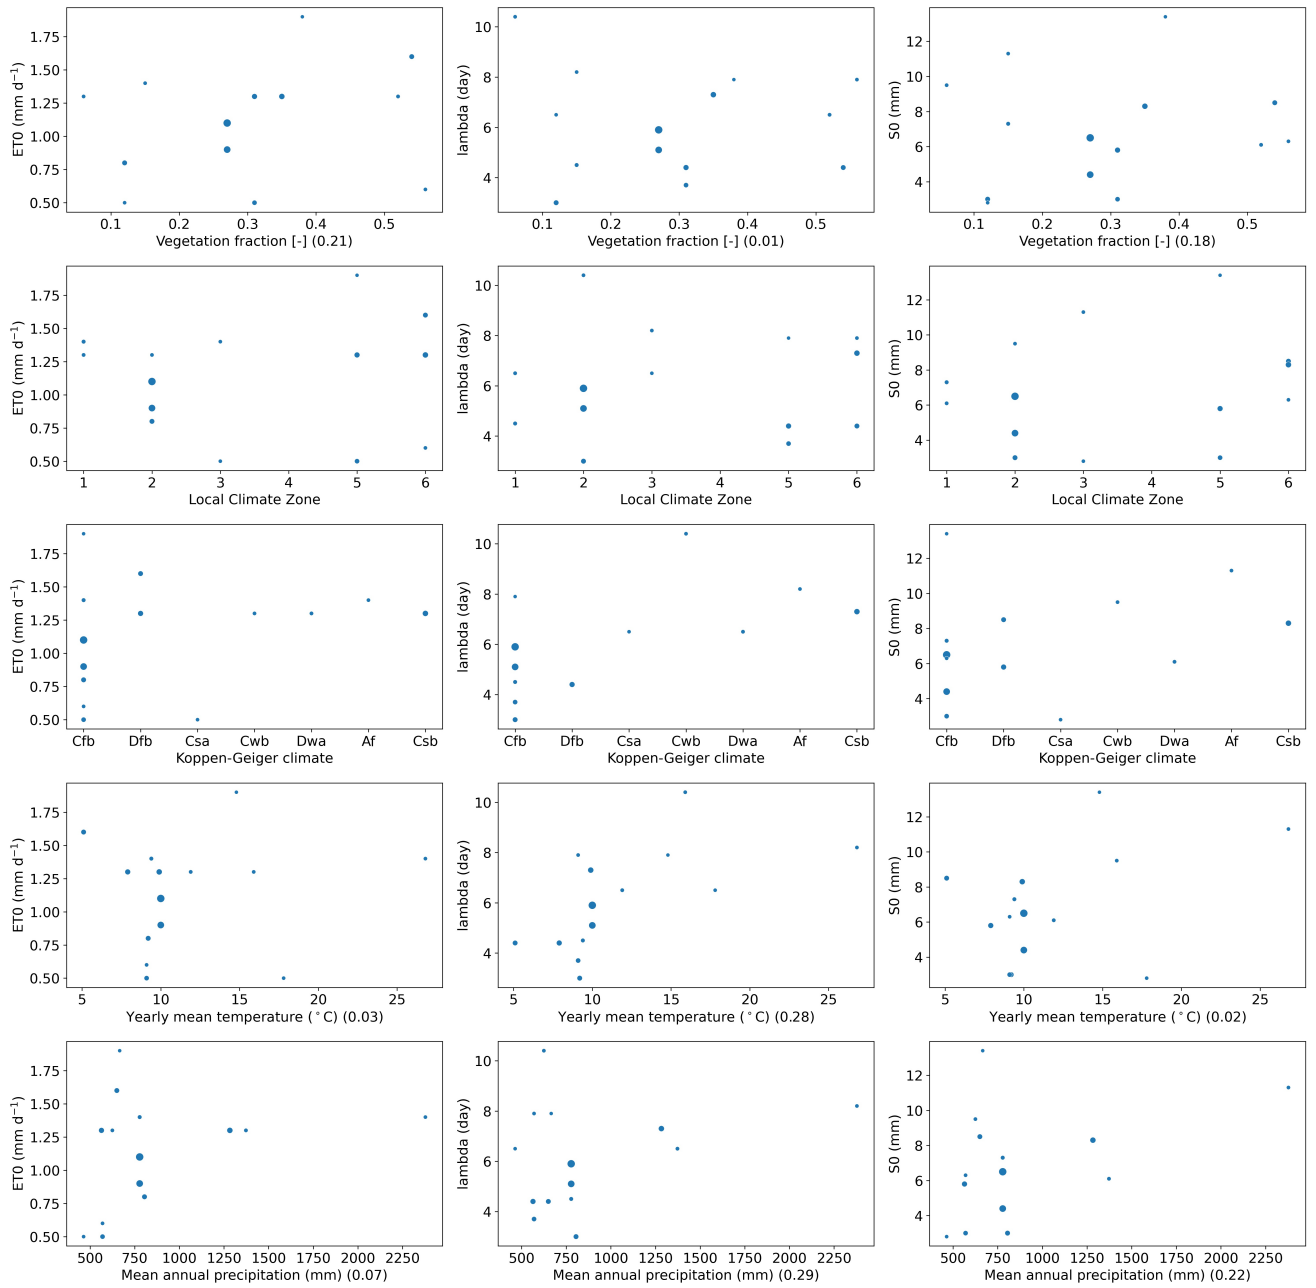 ET0 (mm d⁻¹)
1.75
1.50
1.25
1.00
0.75
0.50
0.1 0.2 0.3 0.4 0.5
Vegetation fraction [-] (0.21)
lambda (day)
10
8
6
4
0.1 0.2 0.3 0.4 0.5
Vegetation fraction [-] (0.01)
S0 (mm)
12
10
8
6
4
0.1 0.2 0.3 0.4 0.5
Vegetation fraction [-] (0.18)
ET0 (mm d⁻¹)
1.75
1.50
1.25
1.00
0.75
0.50
1 2 3 4 5 6
Local Climate Zone
lambda (day)
10
8
6
4
1 2 3 4 5 6
Local Climate Zone
S0 (mm)
12
10
8
6
4
1 2 3 4 5 6
Local Climate Zone
ET0 (mm d⁻¹)
1.75
1.50
1.25
1.00
0.75
0.50
Cfb Dfb Csa Cwb Dwa Af Csb
Koppen-Geiger climate
lambda (day)
10
8
6
4
Cfb Dfb Csa Cwb Dwa Af Csb
Koppen-Geiger climate
S0 (mm)
12
10
8
6
4
Cfb Dfb Csa Cwb Dwa Af Csb
Koppen-Geiger climate
ET0 (mm d⁻¹)
1.75
1.50
1.25
1.00
0.75
0.50
5 10 15 20 25
Yearly mean temperature (°C) (0.03)
lambda (day)
10
8
6
4
5 10 15 20 25
Yearly mean temperature (°C) (0.28)
S0 (mm)
12
10
8
6
4
5 10 15 20 25
Yearly mean temperature (°C) (0.02)
ET0 (mm d⁻¹)
1.75
1.50
1.25
1.00
0.75
0.50
500 750 1000 1250 1500 1750 2000 2250
Mean annual precipitation (mm) (0.07)
lambda (day)
10
8
6
4
500 750 1000 1250 1500 1750 2000 2250
Mean annual precipitation (mm) (0.29)
S0 (mm)
12
10
8
6
4
500 750 1000 1250 1500 1750 2000 2250
Mean annual precipitation (mm) (0.22)